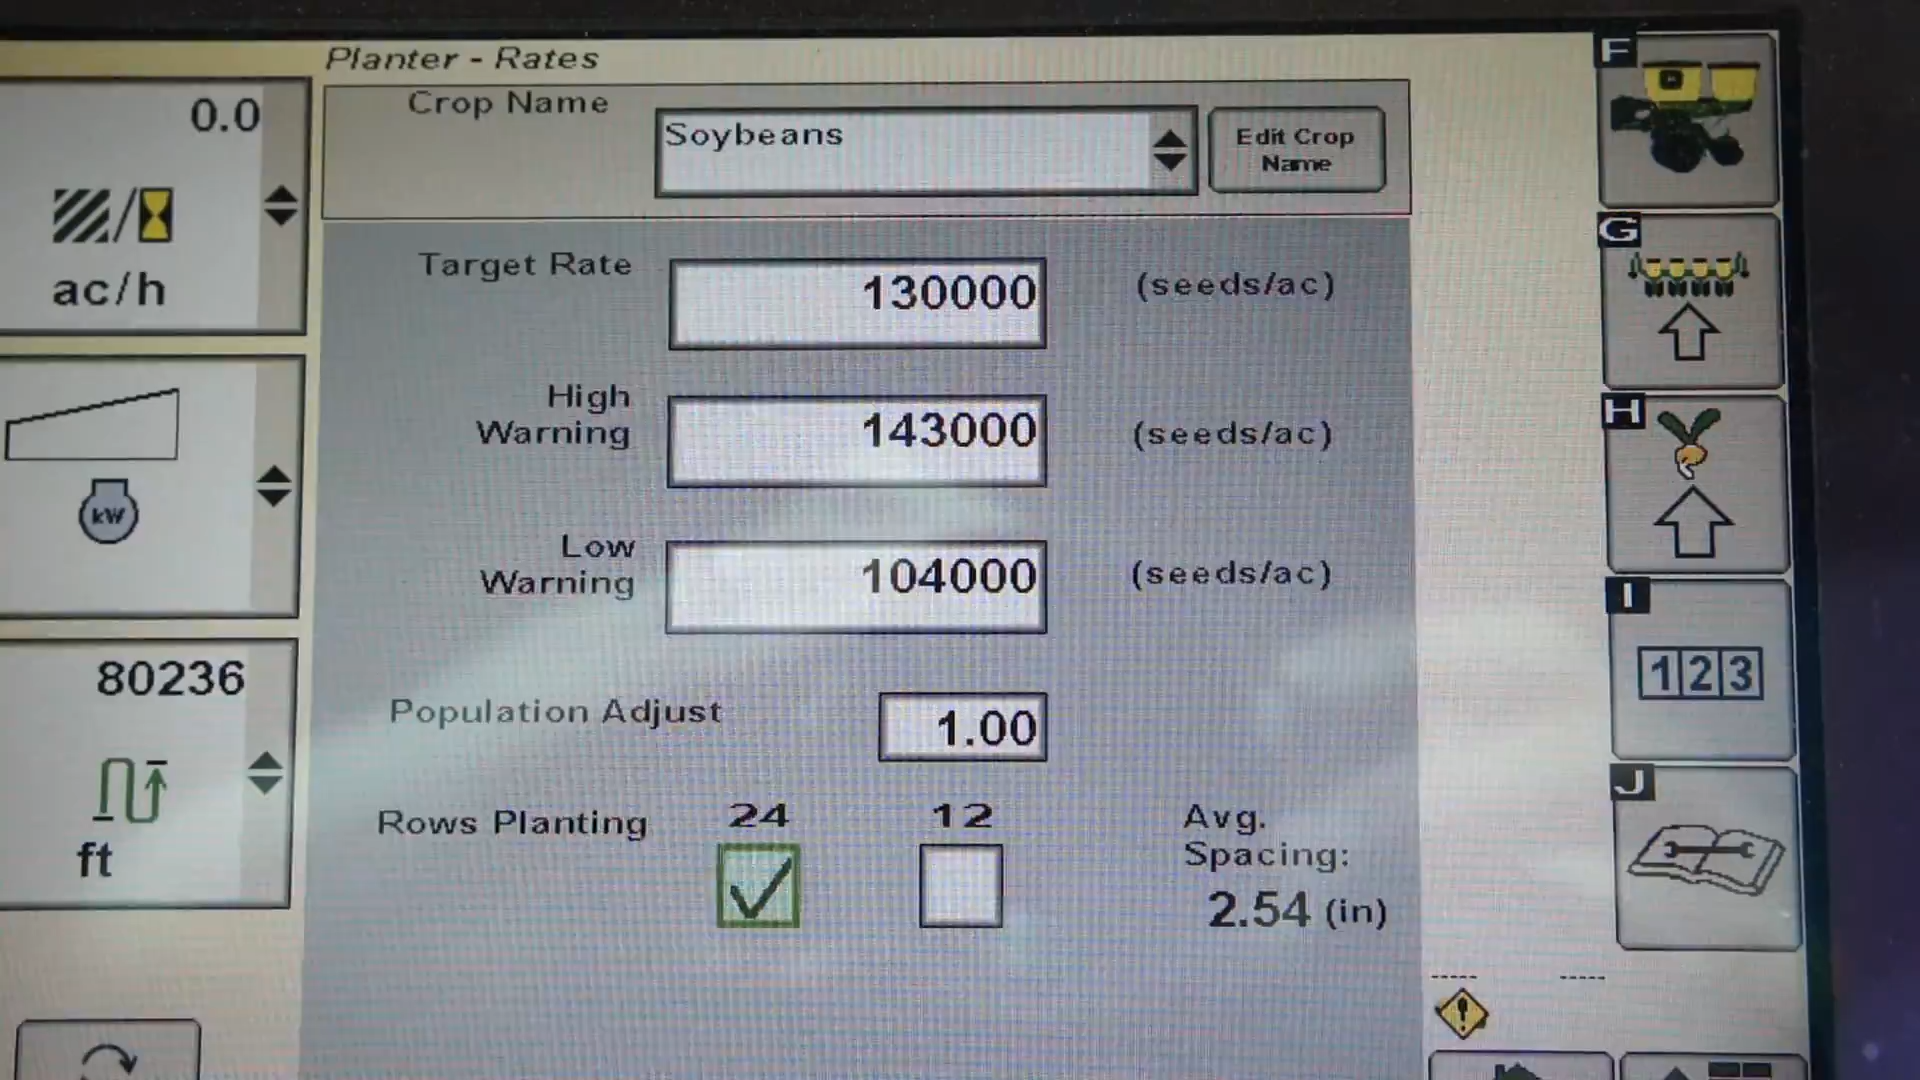 Planter - Rates
0.0
ac/h
kW
80236
ft
Crop Name
Soybeans
Edit Crop
Name
Target Rate
130000
(seeds/ac)
High
Warning
143000
(seeds/ac)
Low
Warning
104000
(seeds/ac)
Population Adjust
1.00
Rows Planting
24
12
Avg.
Spacing:
2.54 (in)
F
G
H
I
123
J